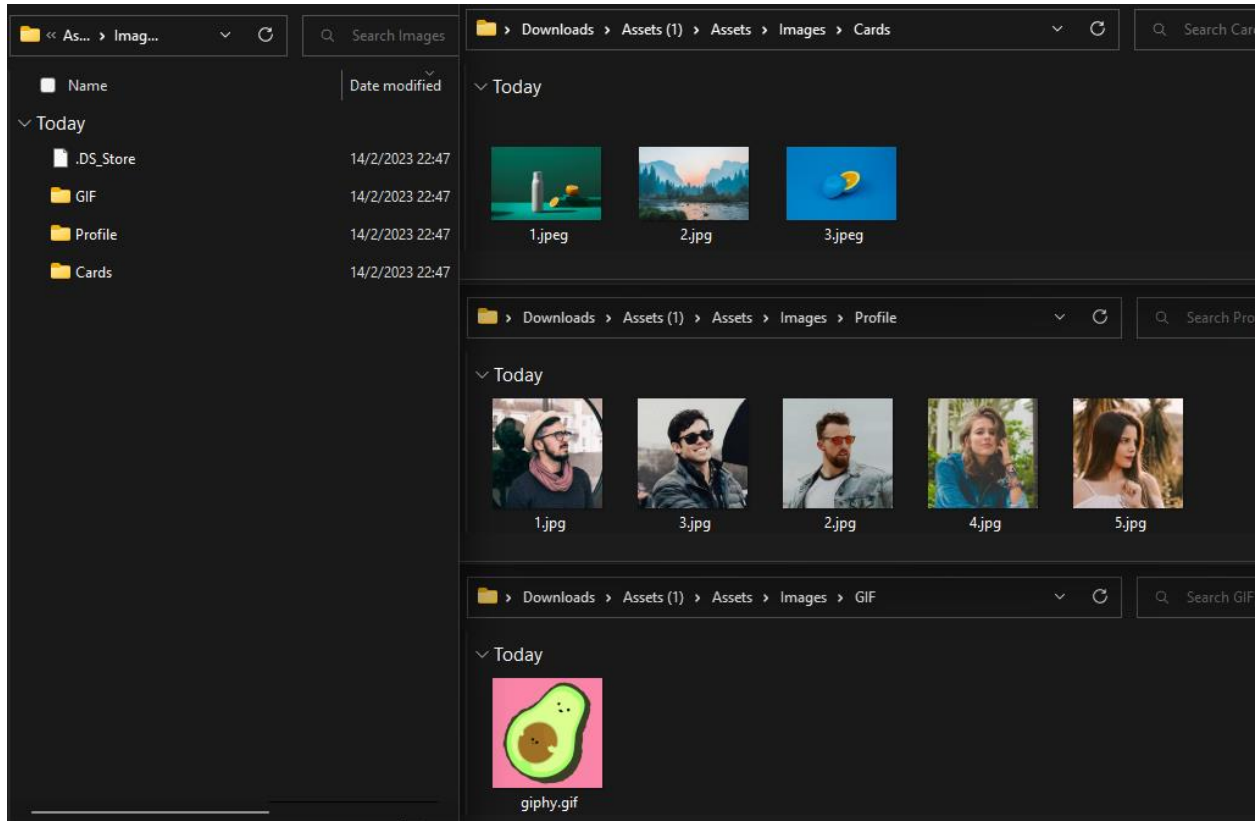 « As... › Imag...
Search Images
Name
Date modified
Today
.DS_Store 14/2/2023 22:47
GIF 14/2/2023 22:47
Profile 14/2/2023 22:47
Cards 14/2/2023 22:47
› Downloads › Assets (1) › Assets › Images › Cards
Search Car
Today
1.jpeg 2.jpg 3.jpeg
› Downloads › Assets (1) › Assets › Images › Profile
Search Pro
Today
1.jpg 3.jpg 2.jpg 4.jpg 5.jpg
› Downloads › Assets (1) › Assets › Images › GIF
Search GIF
Today
giphy.gif